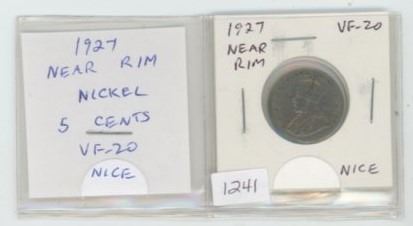 1927
NEAR RIM
NICKEL
5 CENTS
VF-20
NICE
1927
NEAR
RIM
VF-20
1241
NICE